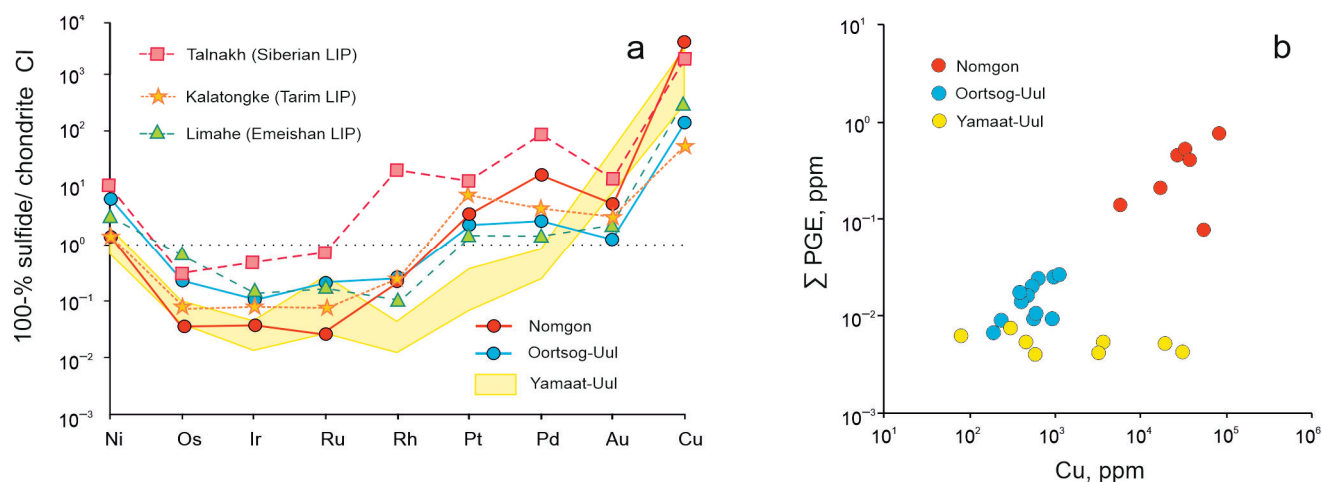 a
100-% sulfide/ chondrite CI
10⁴
10³
10²
10¹
10⁰
10⁻¹
10⁻²
10⁻³
Talnakh (Siberian LIP)
Kalatongke (Tarim LIP)
Limahe (Emeishan LIP)
Nomgon
Oortsog-Uul
Yamaat-Uul
Ni Os Ir Ru Rh Pt Pd Au Cu
b
∑ PGE, ppm
10¹
10⁰
10⁻¹
10⁻²
10⁻³
Nomgon
Oortsog-Uul
Yamaat-Uul
10¹ 10² 10³ 10⁴ 10⁵ 10⁶
Cu, ppm